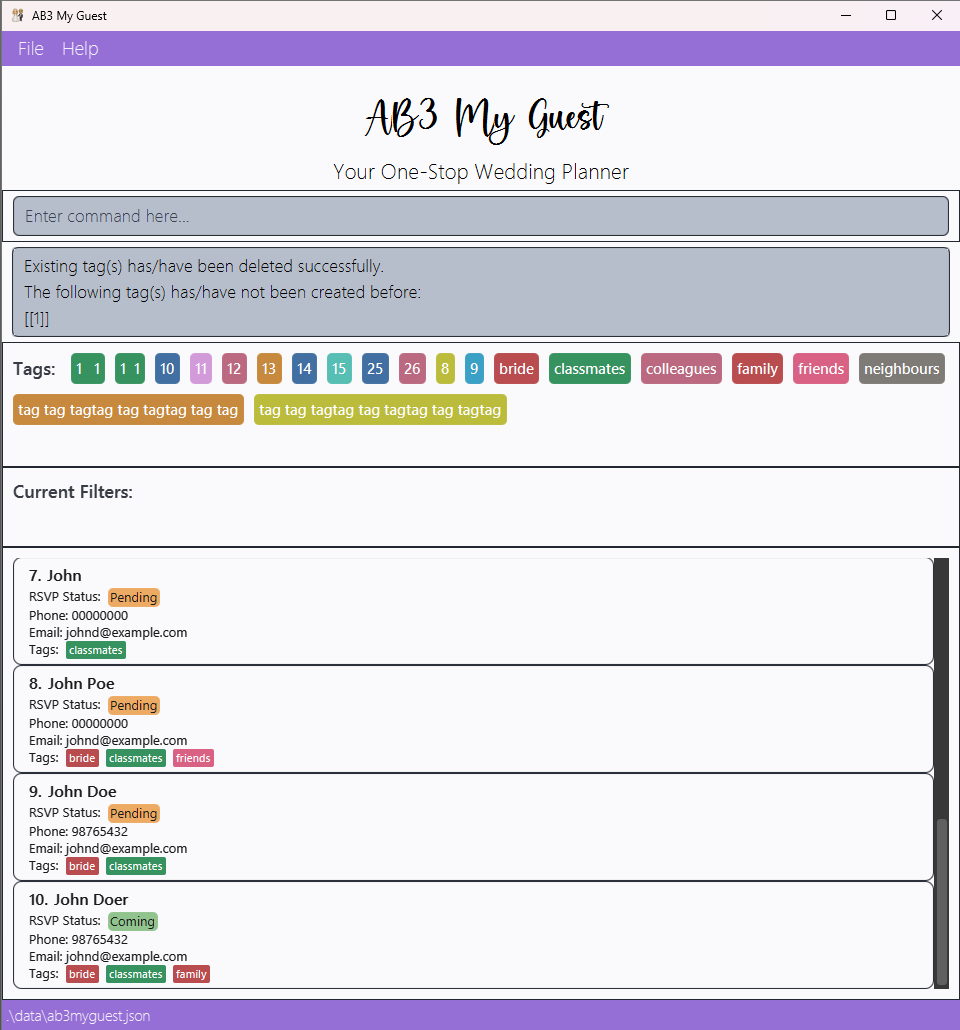 AB3 My Guest
File Help
AB3 My Guest
Your One-Stop Wedding Planner
Enter command here...
Existing tag(s) has/have been deleted successfully.
The following tag(s) has/have not been created before:
[[1]]
Tags: 1  1 1 1 10 11 12 13 14 15 25 26 8 9 bride classmates colleagues family friends neighbours
tag tag tagtag tag tagtag tag tag tag tag tagtag tag tagtag tag tagtag
Current Filters:
7. John
RSVP Status: Pending
Phone: 00000000
Email: johnd@example.com
Tags: classmates
8. John Poe
RSVP Status: Pending
Phone: 00000000
Email: johnd@example.com
Tags: bride classmates friends
9. John Doe
RSVP Status: Pending
Phone: 98765432
Email: johnd@example.com
Tags: bride classmates
10. John Doer
RSVP Status: Coming
Phone: 98765432
Email: johnd@example.com
Tags: bride classmates family
.\data\ab3myguest.json